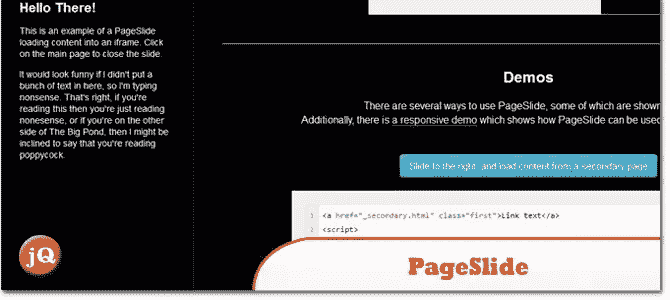 Hello There!
This is an example of a PageSlide
loading content into an iframe. Click
on the main page to close the slide.
It would look funny if I didn't put a
bunch of text in here, so I'm typing
nonsense. That's right, if you're
reading this then you're just reading
nonesense, or if you're on the other
side of The Big Pond, then I might be
inclined to say that you're reading
poppycock.
jQ
Demos
There are several ways to use PageSlide, some of which are shown
Additionally, there is a responsive demo which shows how PageSlide can be used
Slide to the right, and load content from a secondary page.
1 <a href="_secondary.html" class="first">Link text</a>
2 <script>
PageSlide